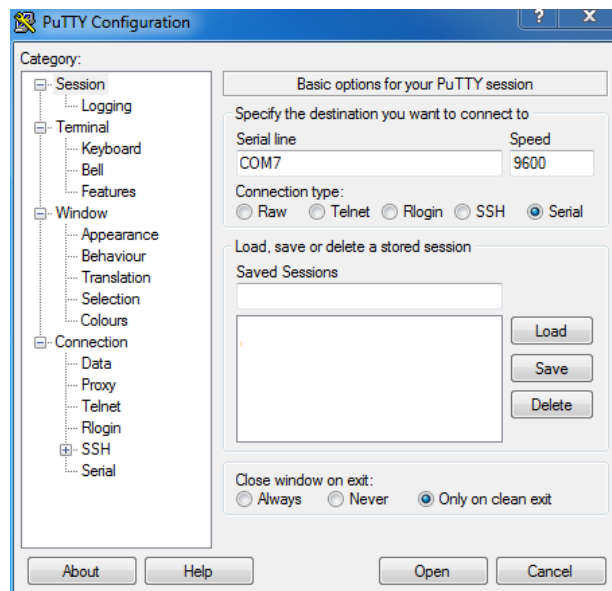 PuTTY Configuration
? X
Category:
Session
Logging
Terminal
Keyboard
Bell
Features
Window
Appearance
Behaviour
Translation
Selection
Colours
Connection
Data
Proxy
Telnet
Rlogin
SSH
Serial
Basic options for your PuTTY session
Specify the destination you want to connect to
Serial line Speed
COM7 9600
Connection type:
Raw Telnet Rlogin SSH Serial
Load, save or delete a stored session
Saved Sessions
Load
Save
Delete
Close window on exit:
Always Never Only on clean exit
About Help Open Cancel